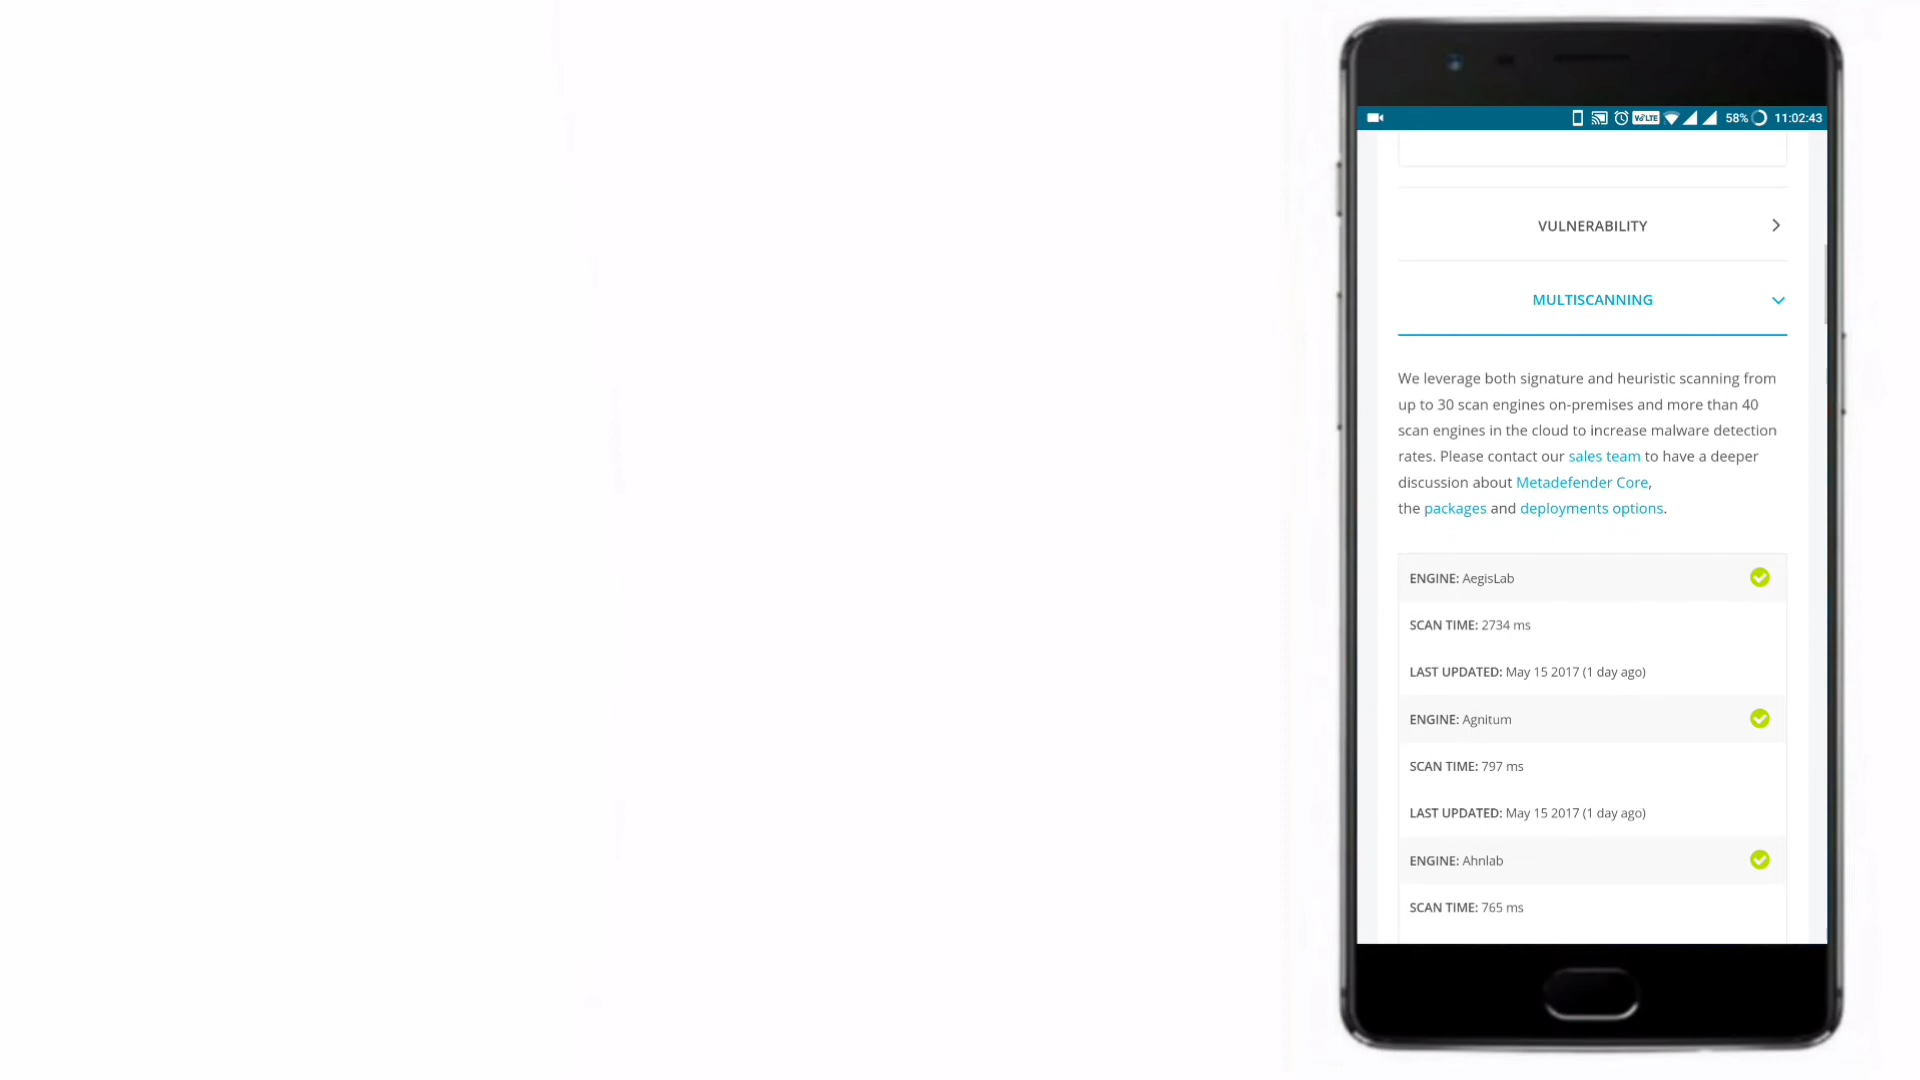 VoLTE 58% 11:02:43
VULNERABILITY
MULTISCANNING
We leverage both signature and heuristic scanning from
up to 30 scan engines on-premises and more than 40
scan engines in the cloud to increase malware detection
rates. Please contact our sales team to have a deeper
discussion about Metadefender Core,
the packages and deployments options.
ENGINE: AegisLab
SCAN TIME: 2734 ms
LAST UPDATED: May 15 2017 (1 day ago)
ENGINE: Agnitum
SCAN TIME: 797 ms
LAST UPDATED: May 15 2017 (1 day ago)
ENGINE: Ahnlab
SCAN TIME: 765 ms